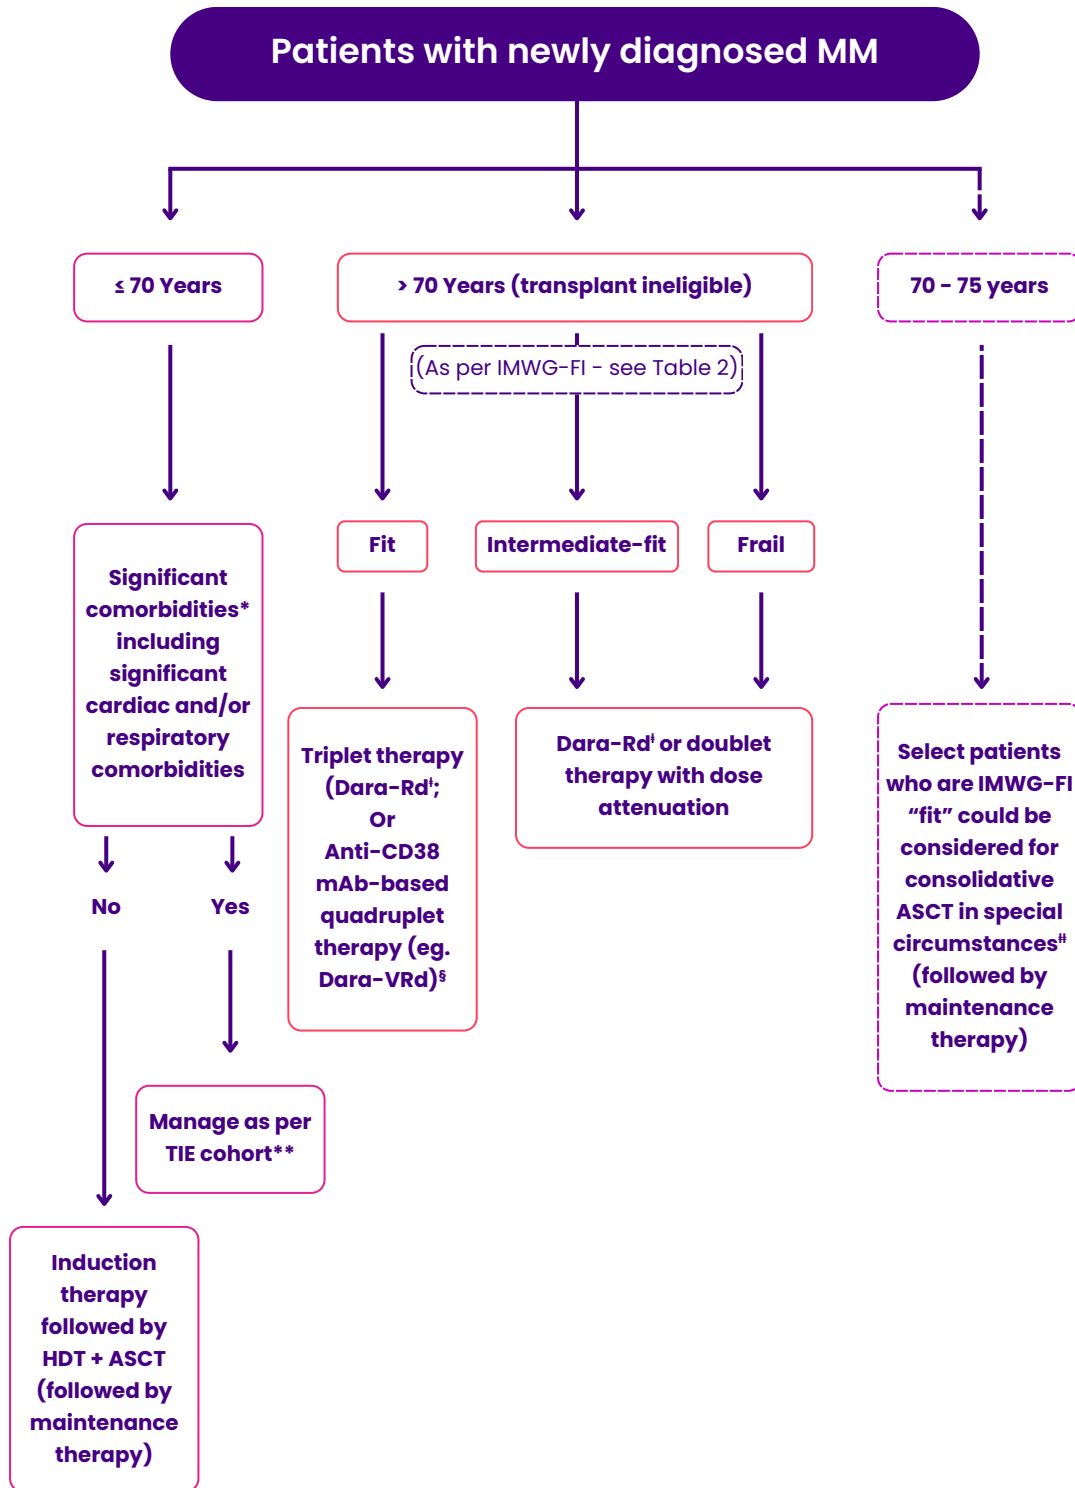 Patients with newly diagnosed MM
≤ 70 Years
> 70 Years (transplant ineligible)
70 - 75 years
(As per IMWG-FI - see Table 2)
Fit
Intermediate-fit
Frail
Significant
comorbidities*
including
significant
cardiac and/or
respiratory
comorbidities
No
Yes
Manage as per
TIE cohort**
Induction
therapy
followed by
HDT + ASCT
(followed by
maintenance
therapy)
Triplet therapy
(Dara-Rdǂ;
Or
Anti-CD38
mAb-based
quadruplet
therapy (eg.
Dara-VRd)§
Dara-Rdǂ or doublet
therapy with dose
attenuation
Select patients
who are IMWG-FI
“fit” could be
considered for
consolidative
ASCT in special
circumstancesǂǂ
(followed by
maintenance
therapy)